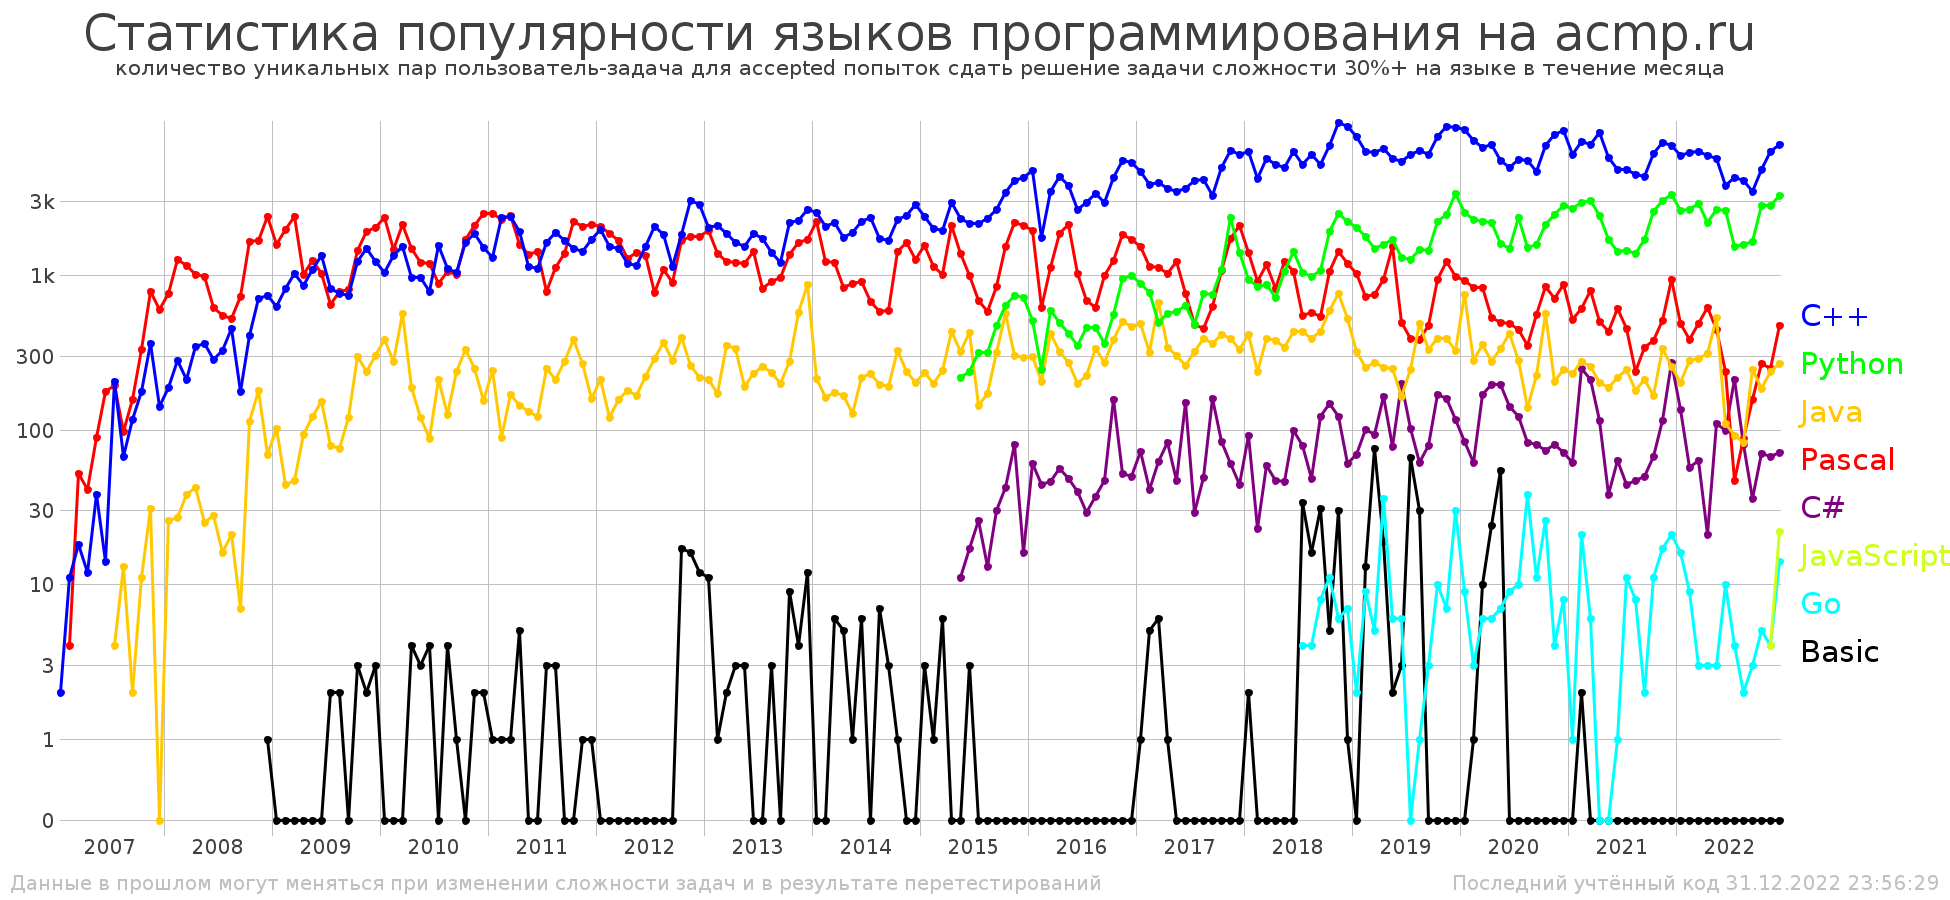 Статистика популярности языков программирования на acmp.ru
количество уникальных пар пользователь-задача для accepted попыток сдать решение задачи сложности 30%+ на языке в течение месяца
3k
1k
300
100
30
10
3
1
0
C++
Python
Java
Pascal
C#
JavaScript
Go
Basic
2007 2008 2009 2010 2011 2012 2013 2014 2015 2016 2017 2018 2019 2020 2021 2022
Данные в прошлом могут меняться при изменении сложности задач и в результате перетестирований
Последний учтённый код 31.12.2022 23:56:29